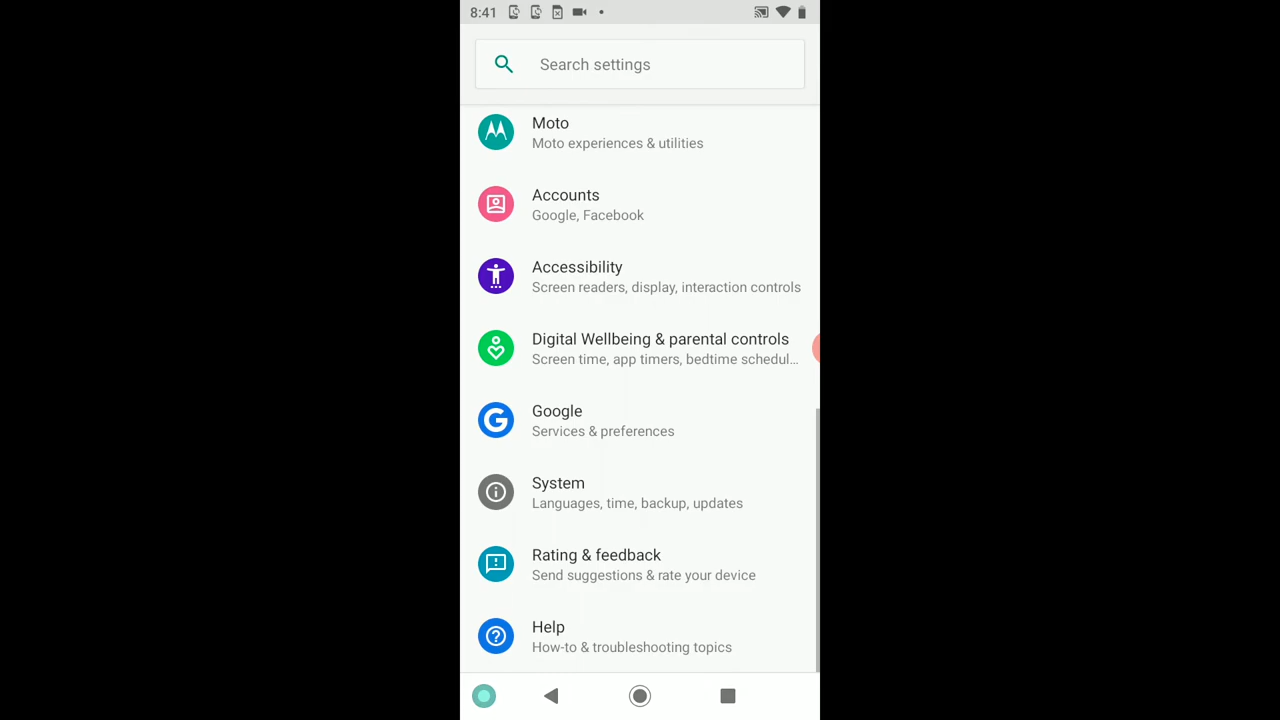 8:41
Search settings
Moto
Moto experiences & utilities
Accounts
Google, Facebook
Accessibility
Screen readers, display, interaction controls
Digital Wellbeing & parental controls
Screen time, app timers, bedtime schedul...
Google
Services & preferences
System
Languages, time, backup, updates
Rating & feedback
Send suggestions & rate your device
Help
How-to & troubleshooting topics